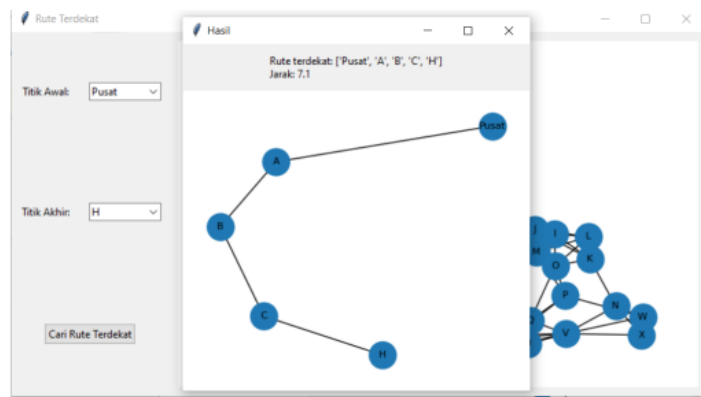 Rute Terdekat
Hasil
Rute terdekat: ['Pusat', 'A', 'B', 'C', 'H']
Jarak: 7.1
Titik Awal:
Pusat
Titik Akhir:
H
Cari Rute Terdekat
Pusat
A
B
C
H
J
I
L
M
K
O
P
N
W
V
X